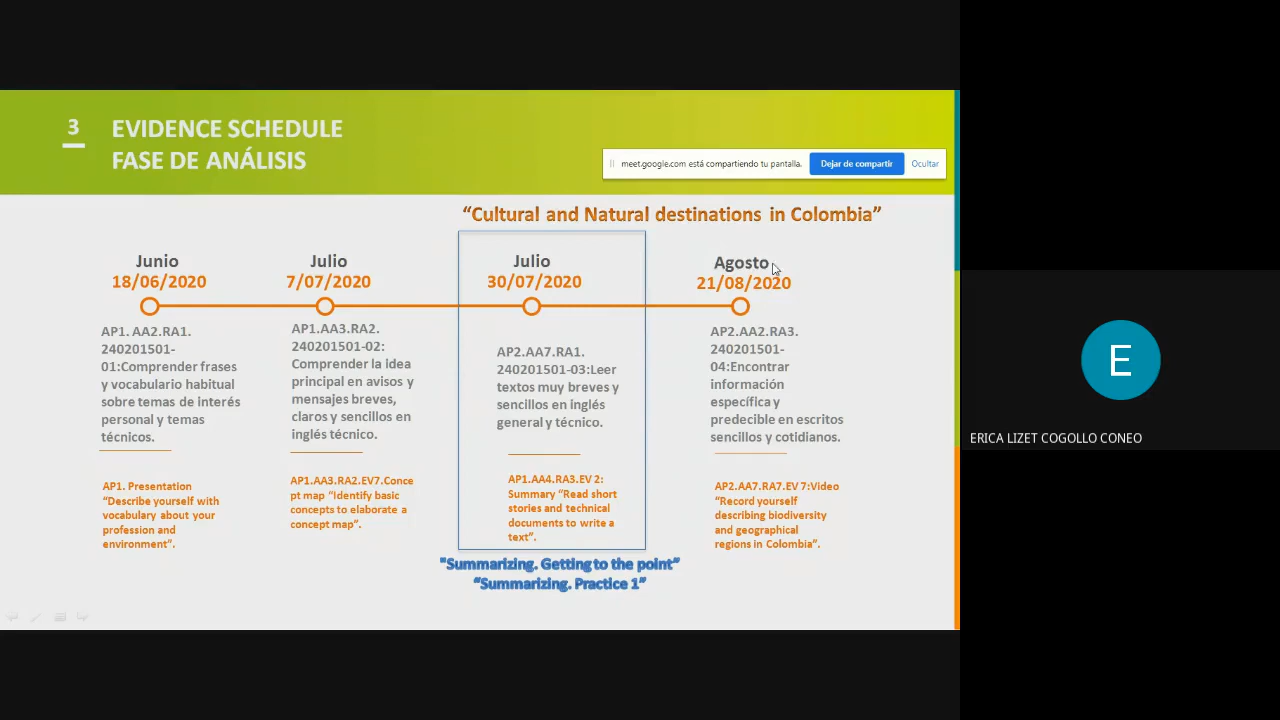 3
EVIDENCE SCHEDULE
FASE DE ANÁLISIS
meet.google.com está compartiendo tu pantalla.
Dejar de compartir
Ocultar
“Cultural and Natural destinations in Colombia”
Junio
18/06/2020
AP1. AA2.RA1.
240201501-
01:Comprender frases
y vocabulario habitual
sobre temas de interés
personal y temas
técnicos.
AP1. Presentation
“Describe yourself with
vocabulary about your
profession and
environment”.
Julio
7/07/2020
AP1.AA3.RA2.
240201501-02:
Comprender la idea
principal en avisos y
mensajes breves,
claros y sencillos en
inglés técnico.
AP1.AA3.RA2.EV7.Conce
pt map “Identify basic
concepts to elaborate a
concept map”.
Julio
30/07/2020
AP2.AA7.RA1.
240201501-03:Leer
textos muy breves y
sencillos en inglés
general y técnico.
AP1.AA4.RA3.EV 2:
Summary “Read short
stories and technical
documents to write a
text”.
"Summarizing. Getting to the point”
“Summarizing. Practice 1”
Agosto
21/08/2020
AP2.AA2.RA3.
240201501-
04:Encontrar
información
específica y
predecible en escritos
sencillos y cotidianos.
AP2.AA7.RA7.EV 7:Video
“Record yourself
describing biodiversity
and geographical
regions in Colombia”.
E
ERICA LIZET COGOLLO CONEO